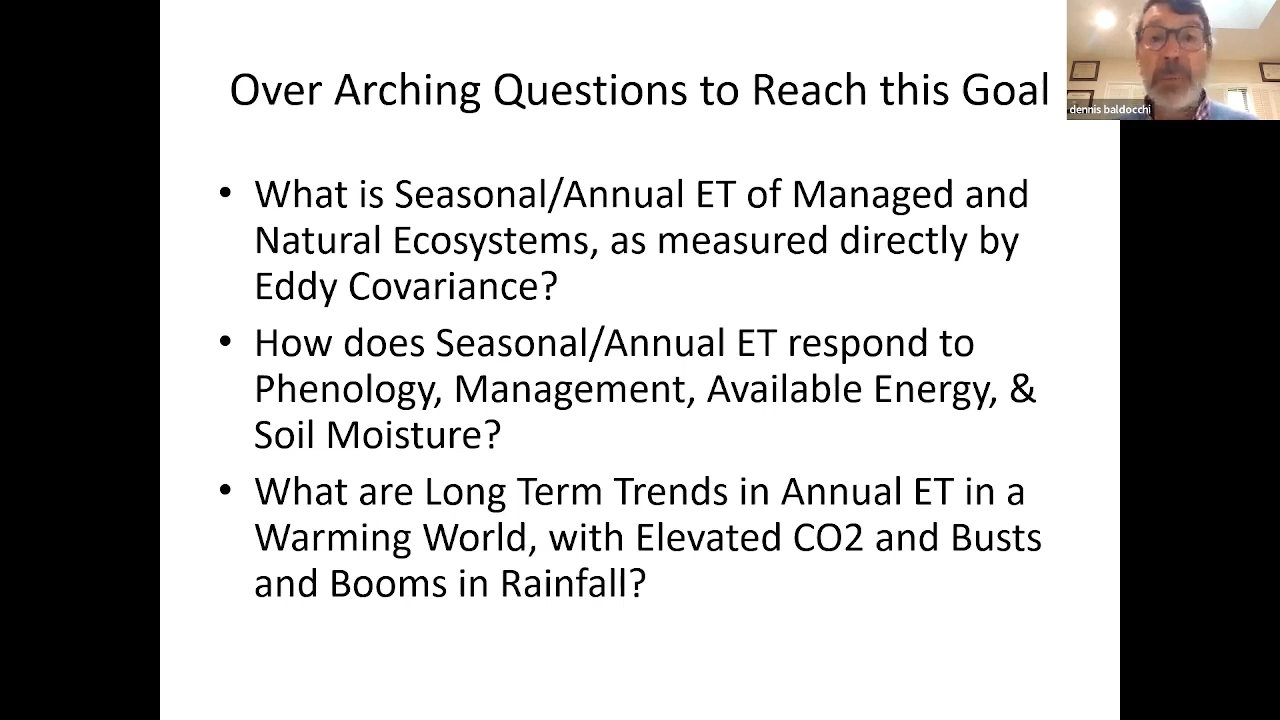 Over Arching Questions to Reach this Goal
dennis baldocchi
• What is Seasonal/Annual ET of Managed and
Natural Ecosystems, as measured directly by
Eddy Covariance?
• How does Seasonal/Annual ET respond to
Phenology, Management, Available Energy, &
Soil Moisture?
• What are Long Term Trends in Annual ET in a
Warming World, with Elevated CO2 and Busts
and Booms in Rainfall?